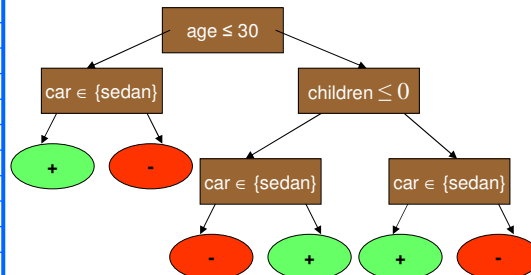 age ≤ 30
car ∈ {sedan}
children ≤ 0
+
-
car ∈ {sedan}
car ∈ {sedan}
-
+
+
-